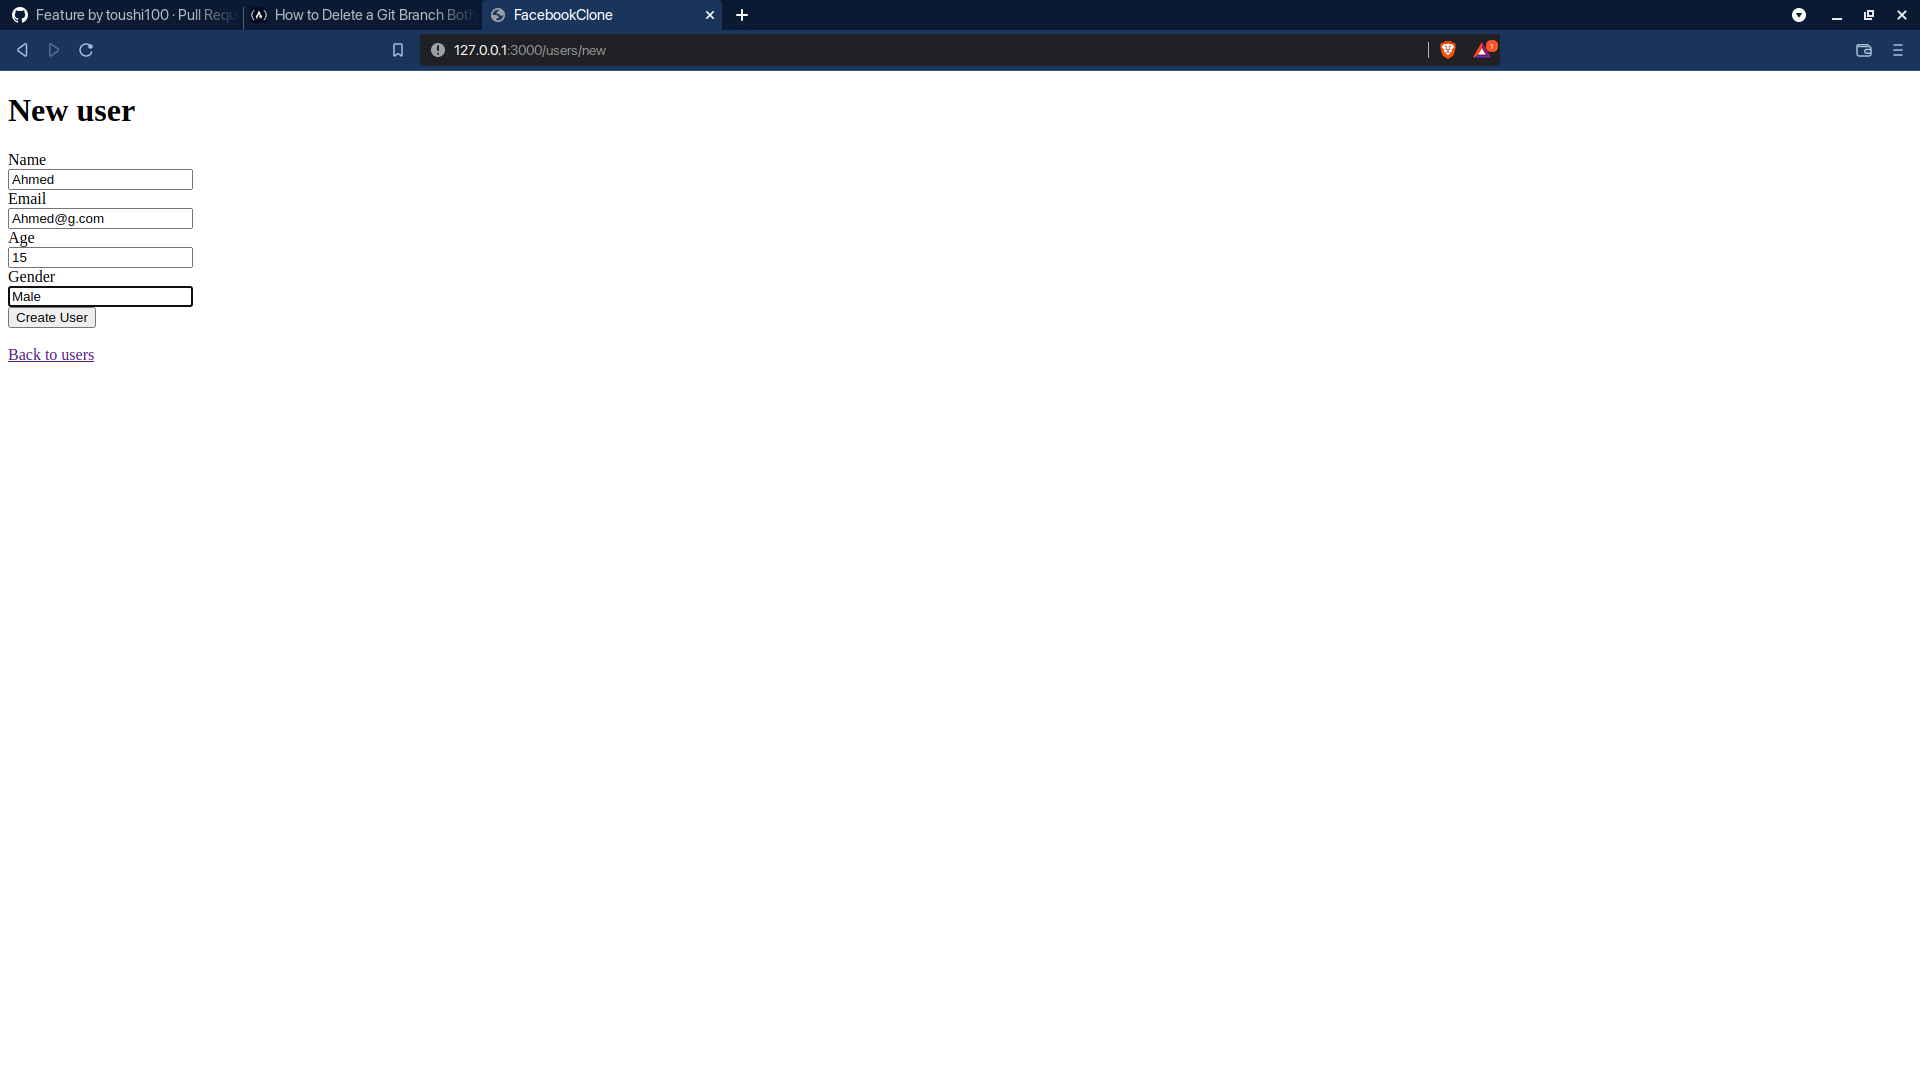 Feature by toushi100 · Pull Requ
How to Delete a Git Branch Both
FacebookClone
127.0.0.1:3000/users/new
1
New user
Name
Ahmed
Email
Ahmed@g.com
Age
15
Gender
Male
Create User
Back to users